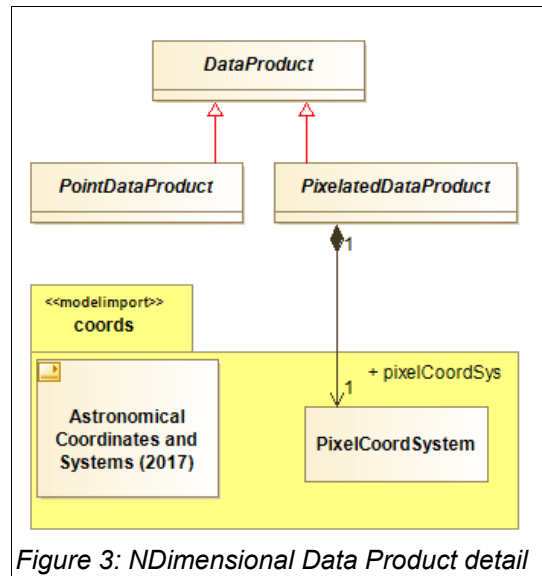 DataProduct
PointDataProduct
PixelatedDataProduct
1
<<modelimport>>
coords
+ pixelCoordSys
1
Astronomical
Coordinates and
Systems (2017)
PixelCoordSystem
Figure 3: NDimensional Data Product detail